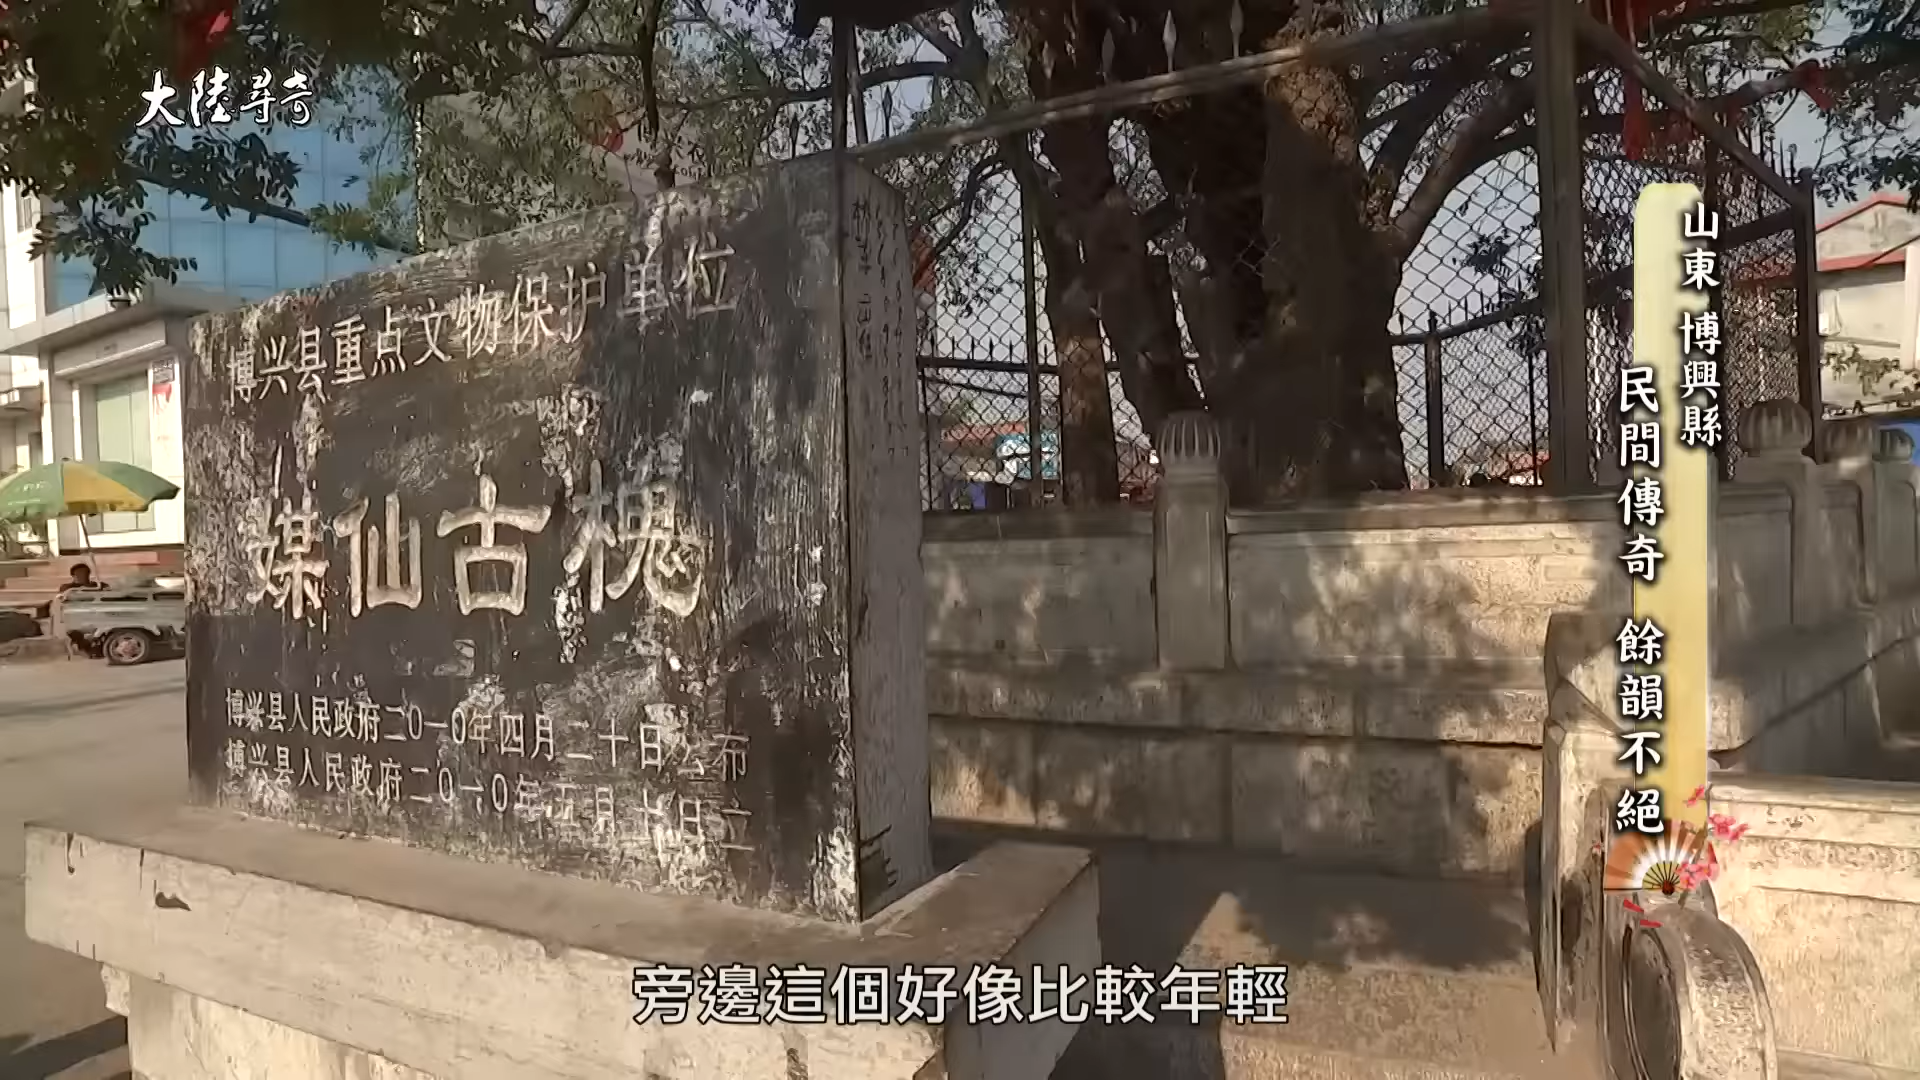 大陸尋奇
山東 博興縣
民間傳奇 餘韻不絕
博兴县重点文物保护单位
媒仙古槐
博兴县人民政府二〇一〇年四月二十日公布
博兴县人民政府二〇一〇年五月十日立
旁邊這個好像比較年輕